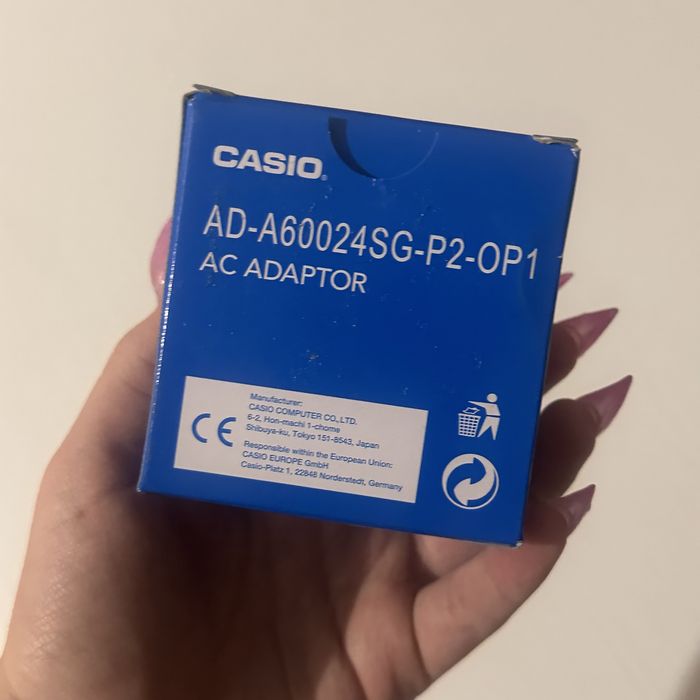 CASIO®
AD-A60024SG-P2-OP1
AC ADAPTOR
CE
Manufacturer:
CASIO COMPUTER CO., LTD.
6-2, Hon-machi 1-chome
Shibuya-ku, Tokyo 151-8543, Japan
Responsible within the European Union:
CASIO EUROPE GmbH
Casio-Platz 1, 22848 Norderstedt, Germany